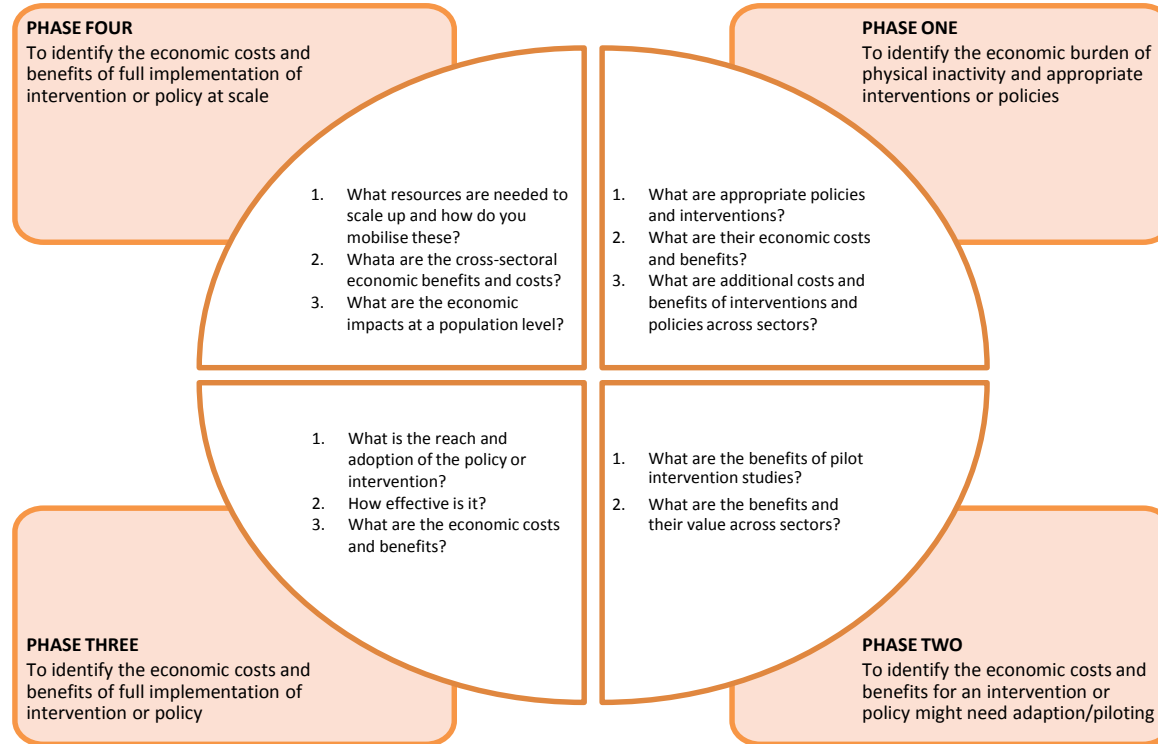 PHASE FOUR
To identify the economic costs and
benefits of full implementation of
intervention or policy at scale
PHASE ONE
To identify the economic burden of
physical inactivity and appropriate
interventions or policies
1. What resources are needed to
scale up and how do you
mobilise these?
2. Whata are the cross-sectoral
economic benefits and costs?
3. What are the economic
impacts at a population level?
1. What are appropriate policies
and interventions?
2. What are their economic costs
and benefits?
3. What are additional costs and
benefits of interventions and
policies across sectors?
1. What is the reach and
adoption of the policy or
intervention?
2. How effective is it?
3. What are the economic costs
and benefits?
1. What are the benefits of pilot
intervention studies?
2. What are the benefits and
their value across sectors?
PHASE THREE
To identify the economic costs and
benefits of full implementation of
intervention or policy
PHASE TWO
To identify the economic costs and
benefits for an intervention or
policy might need adaption/piloting